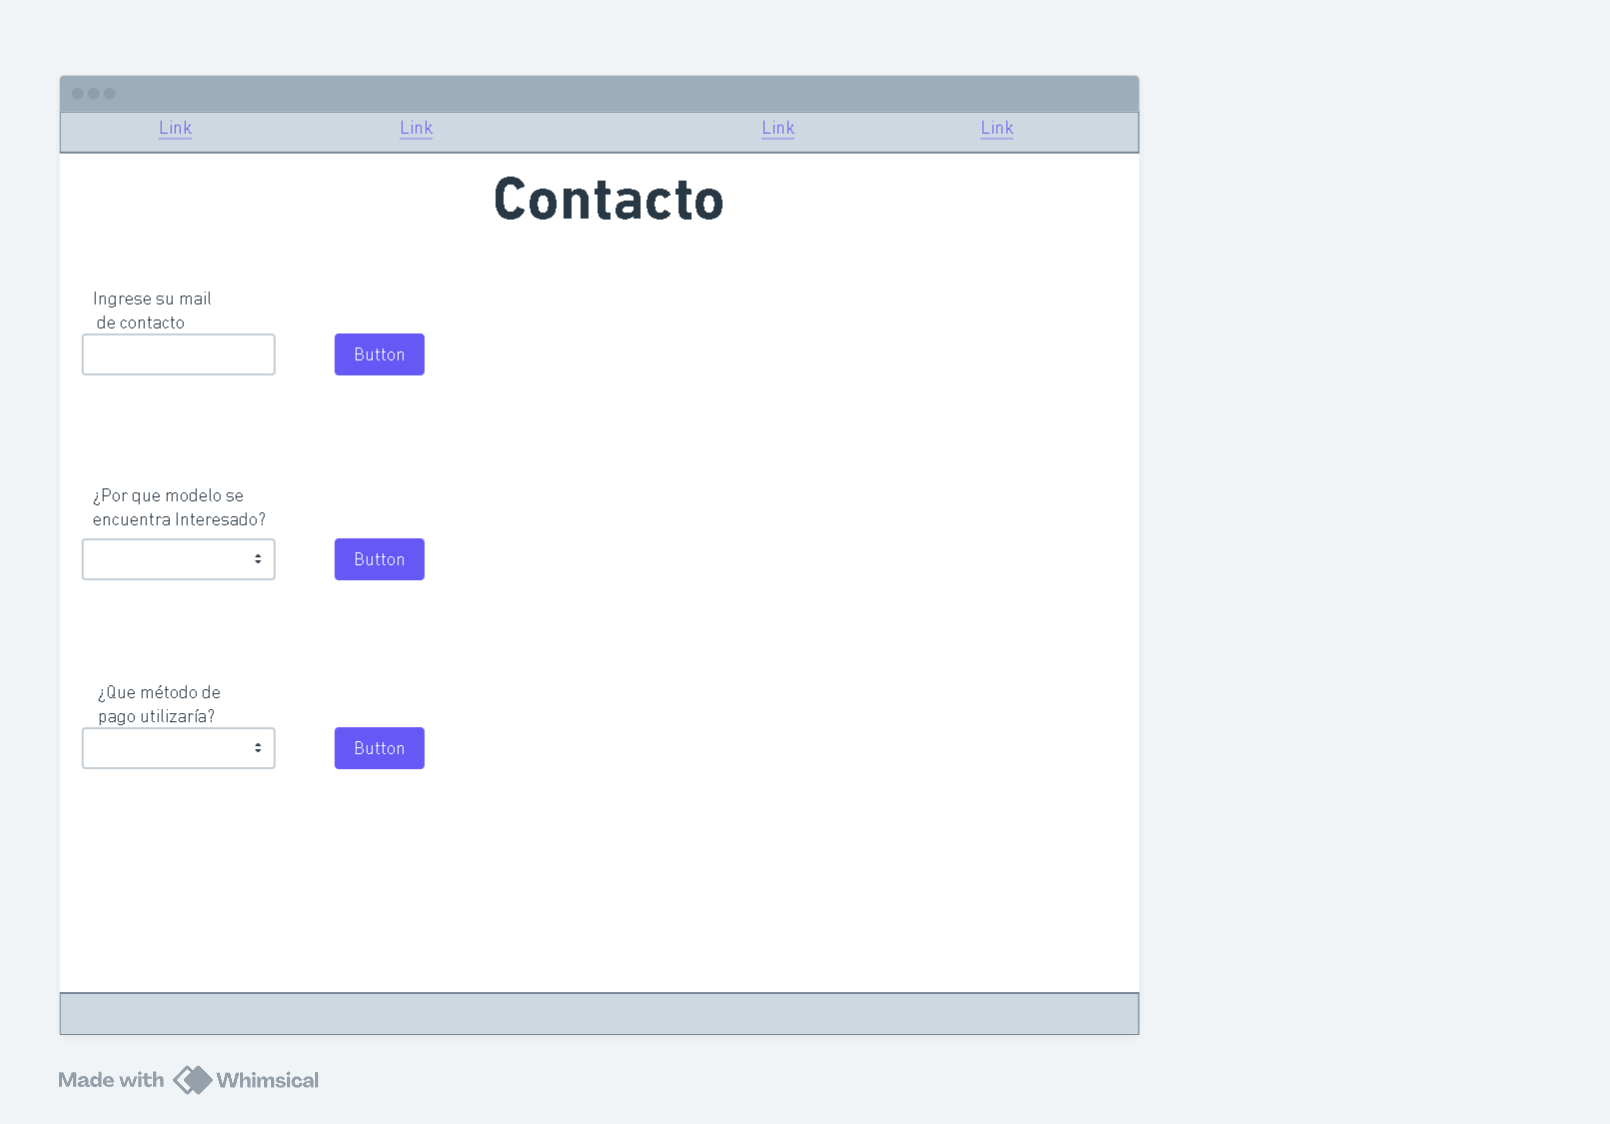 Link Link Link Link
Contacto
Ingrese su mail
de contacto
Button
¿Por que modelo se
encuentra Interesado?
Button
¿Que método de
pago utilizaría?
Button
Made with Whimsical